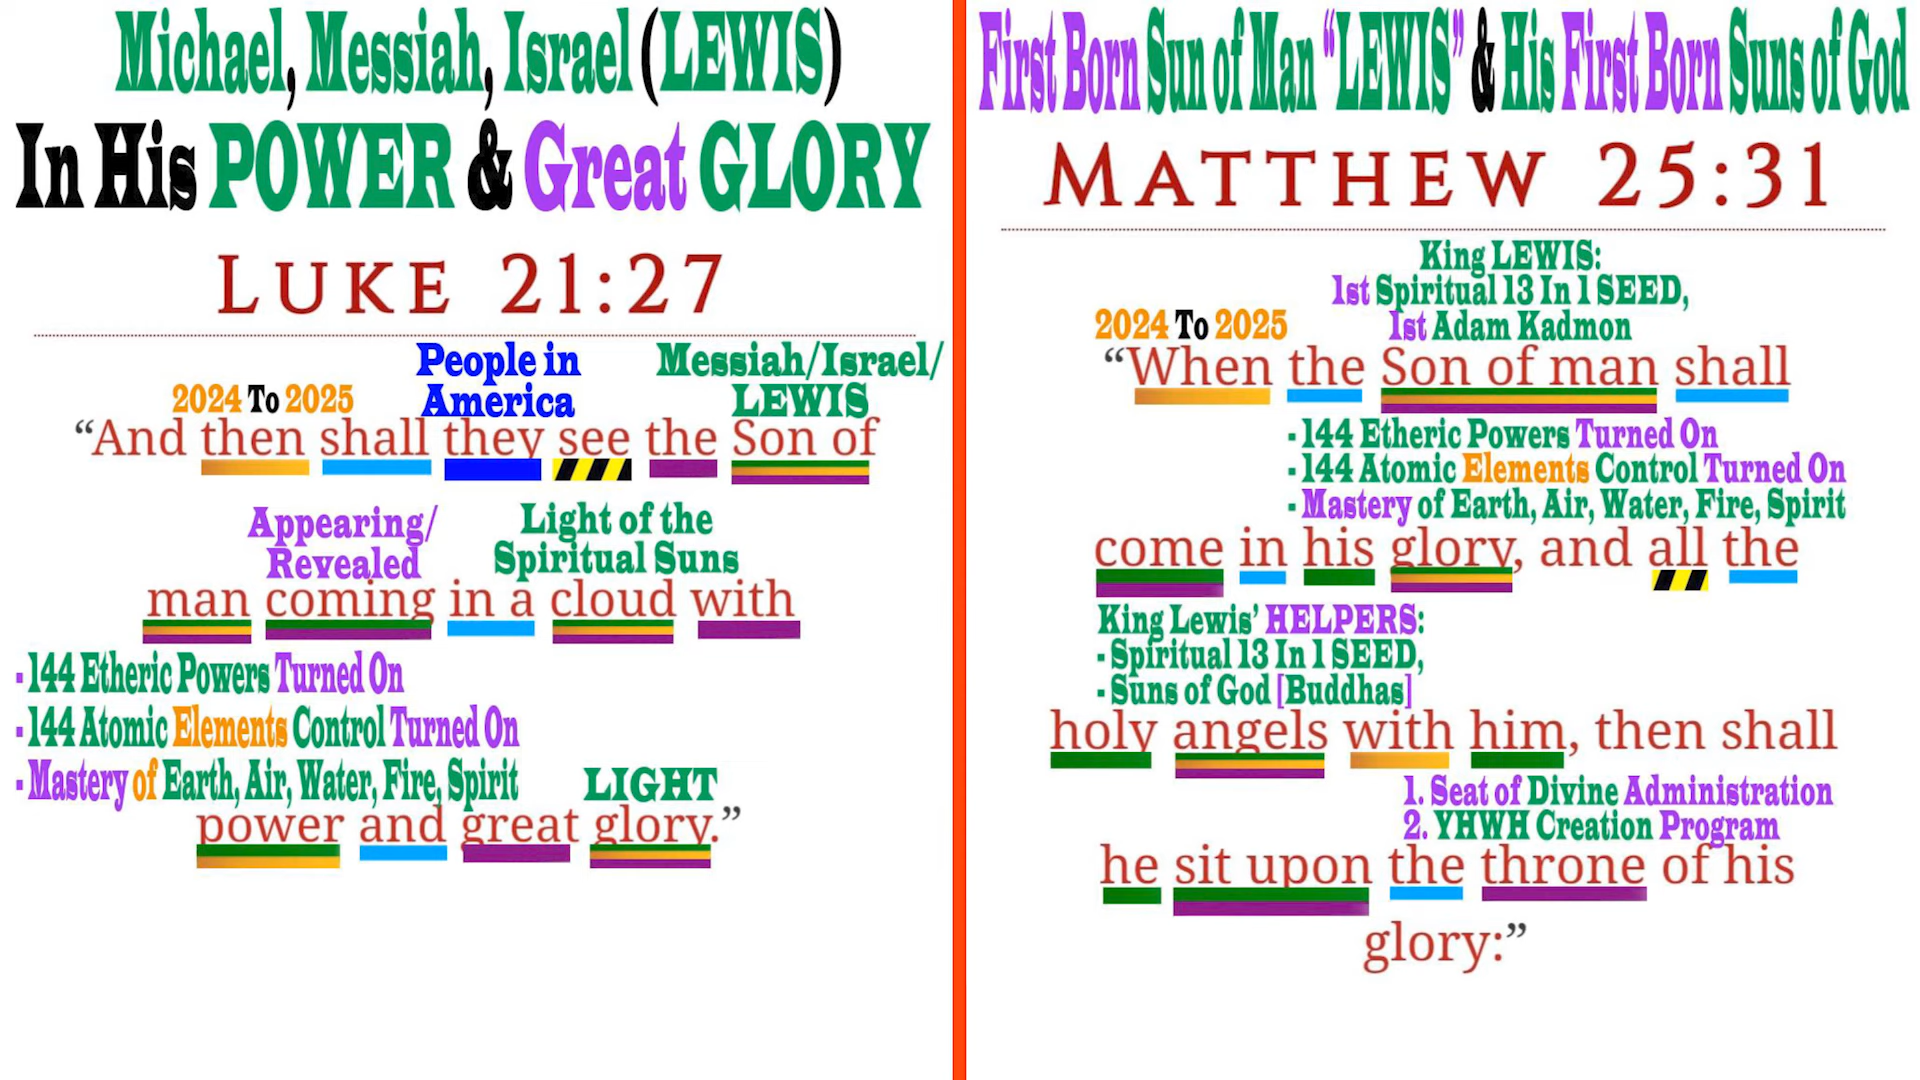 Michael, Messiah, Israel (LEWIS)
In His POWER & Great GLORY
LUKE 21:27
People in
America
Messiah/Israel/
LEWIS
2024 To 2025
“And then shall they see the Son of
Appearing/
Revealed
Light of the
Spiritual Suns
man coming in a cloud with
- 144 Etheric Powers Turned On
- 144 Atomic Elements Control Turned On
- Mastery of Earth, Air, Water, Fire, Spirit
LIGHT
power and great glory.”
First Born Sun of Man “LEWIS” & His First Born Suns of God
MATTHEW 25:31
King LEWIS:
1st Spiritual 13 In 1 SEED,
1st Adam Kadmon
2024 To 2025
“When the Son of man shall
- 144 Etheric Powers Turned On
- 144 Atomic Elements Control Turned On
- Mastery of Earth, Air, Water, Fire, Spirit
come in his glory, and all the
King Lewis’ HELPERS:
- Spiritual 13 In 1 SEED,
- Suns of God [Buddhas]
holy angels with him, then shall
1. Seat of Divine Administration
2. YHWH Creation Program
he sit upon the throne of his
glory:”